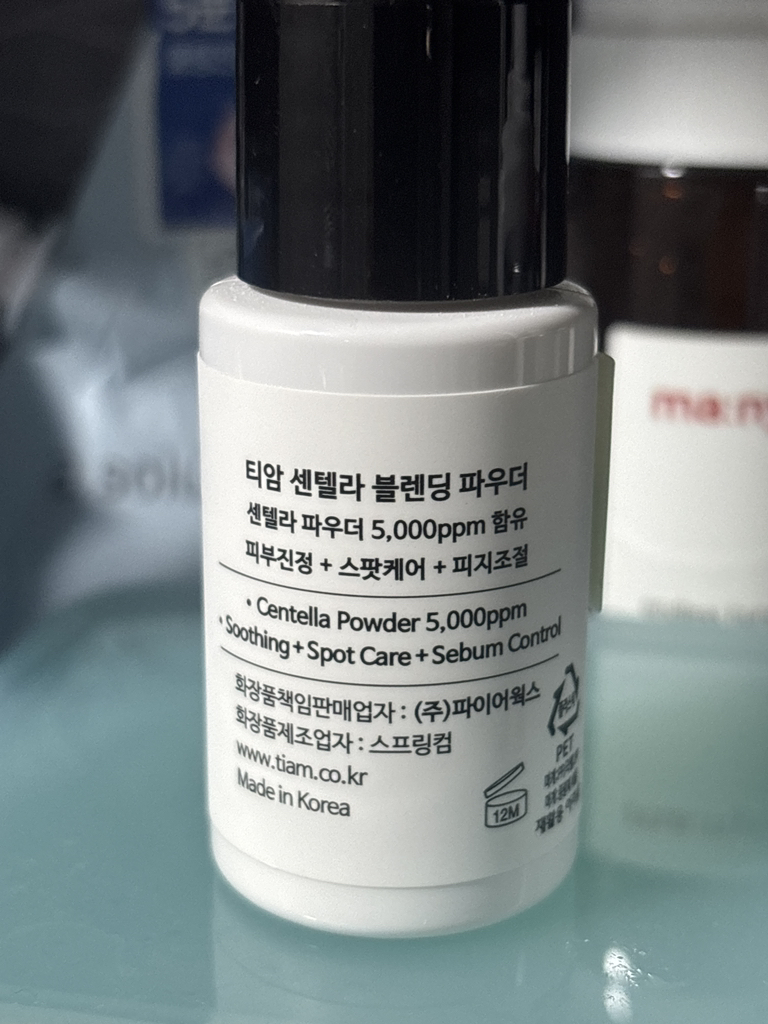 티암 센텔라 블렌딩 파우더
센텔라 파우더 5,000ppm 함유
피부진정 + 스팟케어 + 피지조절
• Centella Powder 5,000ppm
• Soothing + Spot Care + Sebum Control
화장품책임판매업자 : (주)파이어웍스
화장품제조업자 : 스프링컴
www.tiam.co.kr
Made in Korea
12M
PET
ma:ny